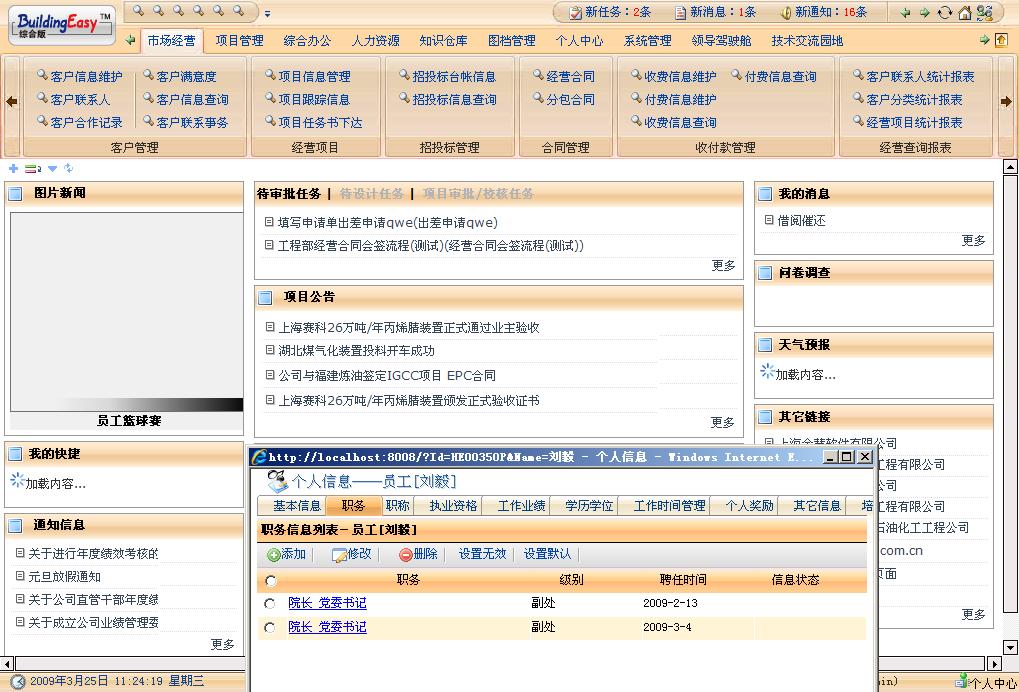 BuildingEasy™
综合版
新任务：2条 新消息：1条 新通知：16条
市场经营 项目管理 综合办公 人力资源 知识仓库 图档管理 个人中心 系统管理 领导驾驶舱 技术交流园地
客户信息维护 客户满意度 项目信息管理 招投标台帐信息 经营合同 收费信息维护 付费信息查询 客户联系人统计报表
客户联系人 客户信息查询 项目跟踪信息 招投标信息查询 分包合同 付费信息维护 客户分类统计报表
客户合作记录 客户联系事务 项目任务书下达 收费信息查询 经营项目统计报表
客户管理 经营项目 招投标管理 合同管理 收付款管理 经营查询报表
图片新闻
员工篮球赛
我的快捷
加载内容...
通知信息
关于进行年度绩效考核的
元旦放假通知
关于公司直管干部年度绩
关于成立公司业绩管理委
更多
待审批任务 | 待设计任务 | 项目审批/校核任务
填写申请单出差申请qwe(出差申请qwe)
工程部经营合同会签流程(测试)(经营合同会签流程(测试))
更多
项目公告
上海赛科26万吨/年丙烯腈装置正式通过业主验收
湖北煤气化装置投料开车成功
公司与福建炼油签定IGCC项目 EPC合同
上海赛科26万吨/年丙烯腈装置颁发正式验收证书
更多
我的消息
借阅催还
更多
问卷调查
天气预报
加载内容...
其它链接
公司
工程有限公司
公司
工程有限公司
石油化工工程公司
com.cn
页面
更多
http://localhost:8008/?Id=HE00350P&Name=刘毅 - 个人信息 - Windows Internet E...
个人信息——员工[刘毅]
基本信息 职务 职称 执业资格 工作业绩 学历学位 工作时间管理 个人奖励 其它信息 培
职务信息列表－员工[刘毅]
添加 修改 删除 设置无效 设置默认
职务 级别 聘任时间 信息状态
院长 党委书记 副处 2009-2-13
院长 党委书记 副处 2009-3-4
2009年3月25日 11:24:19 星期三
in) 个人中心